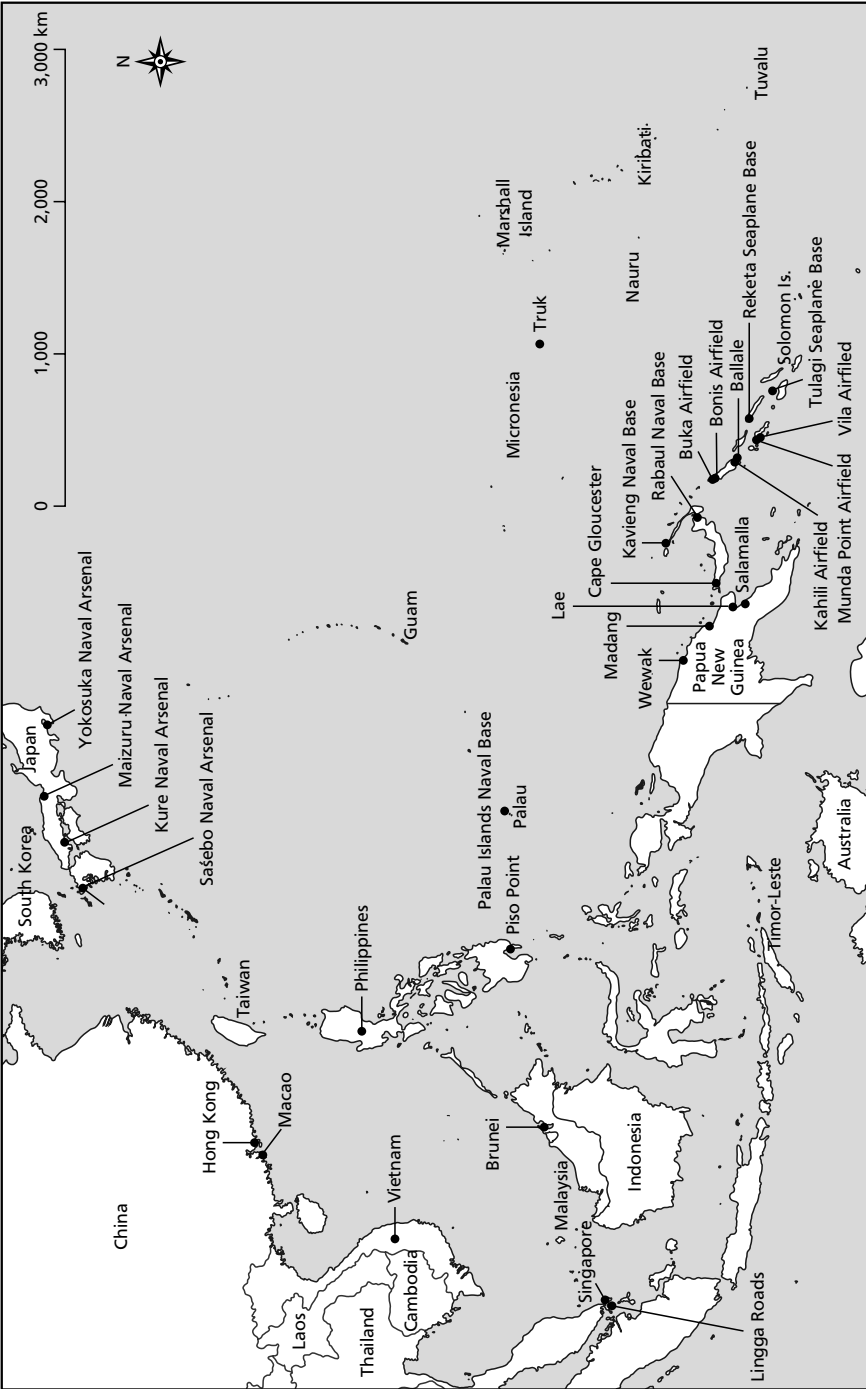 South Korea
Japan
0
1,000
2,000
3,000 km
N
Yokosuka Naval Arsenal
Maizuru Naval Arsenal
Kure Naval Arsenal
Sasebo Naval Arsenal
China
Hong Kong
Taiwan
Macao
Laos
Thailand
Vietnam
Cambodia
Philippines
Guam
Palau Islands Naval Base
Piso Point
Palau
Micronesia
Truk
Marshall
Island
Brunei
Malaysia
Singapore
Indonesia
Lae
Cape Gloucester
Madang
Kavieng Naval Base
Wewak
Rabaul Naval Base
Buka Airfield
Nauru
Kiribati
Papua
New
Guinea
Bonis Airfield
Ballale
Salamalla
Reketa Seaplane Base
Tuvalu
Lingga Roads
Timor-Leste
Solomon Is.
Tulagi Seaplane Base
Kahili Airfield
Munda Point Airfield
Vila Airfiled
Australia